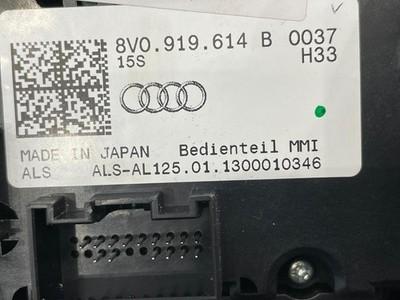 8V0.919.614 B 0037
15S H33
MADE IN JAPAN Bedienteil MMI
ALS ALS-AL125.01.1300010346